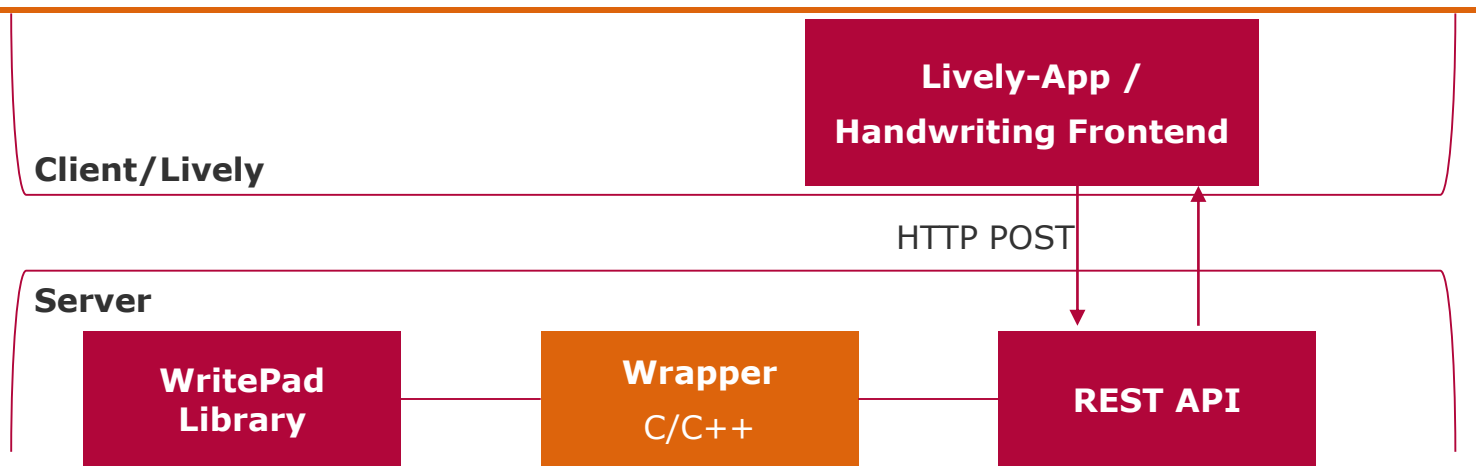 Lively-App /
Handwriting Frontend
Client/Lively
HTTP POST
Server
WritePad
Library
Wrapper
C/C++
REST API